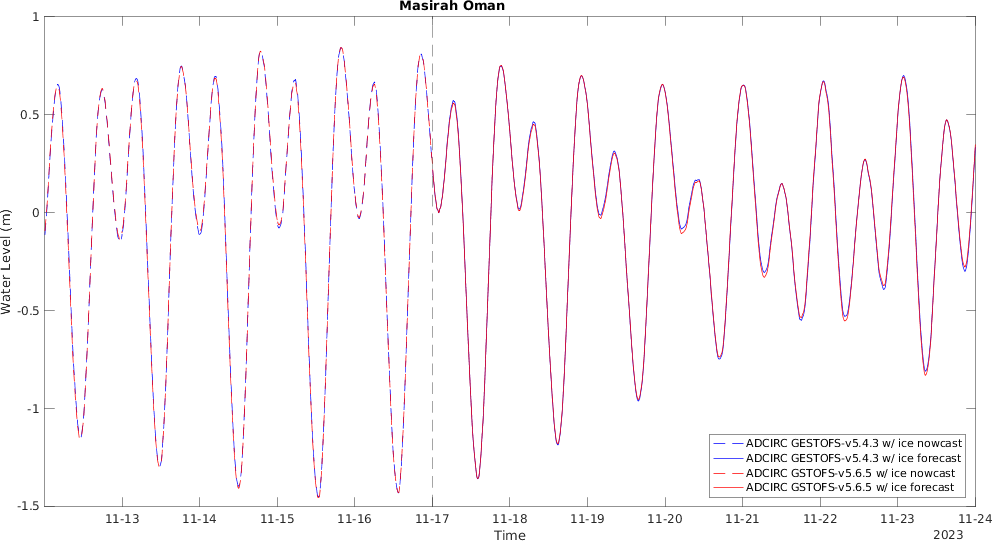 Masirah Oman
1
0.5
0
-0.5
-1
-1.5
Water Level (m)
ADCIRC GESTOFS-v5.4.3 w/ ice nowcast
ADCIRC GESTOFS-v5.4.3 w/ ice forecast
ADCIRC GSTOFS-v5.6.5 w/ ice nowcast
ADCIRC GSTOFS-v5.6.5 w/ ice forecast
11-13 11-14 11-15 11-16 11-17 11-18 11-19 11-20 11-21 11-22 11-23 11-24
Time
2023